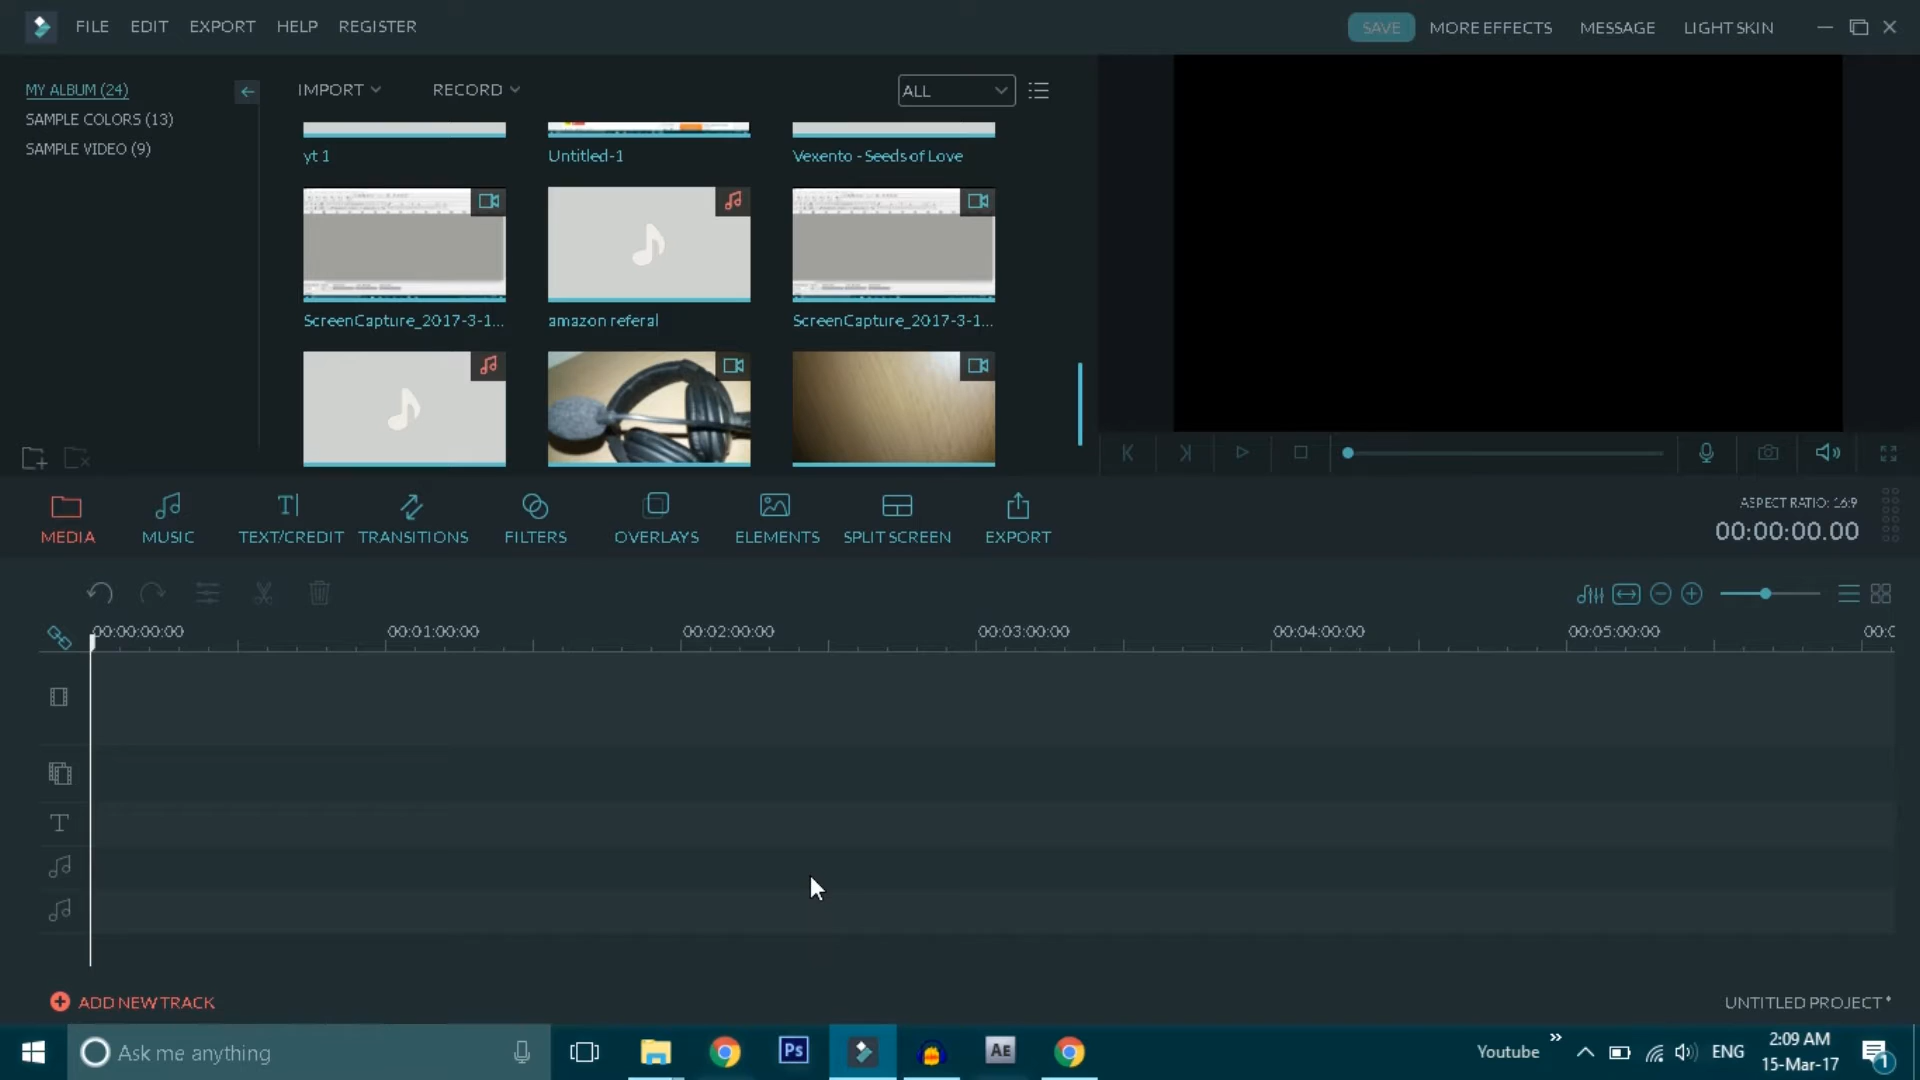 FILE EDIT EXPORT HELP REGISTER
SAVE MORE EFFECTS MESSAGE LIGHT SKIN
MY ALBUM (24)
SAMPLE COLORS (13)
SAMPLE VIDEO (9)
IMPORT RECORD ALL
yt 1 Untitled-1 Vexento - Seeds of Love
ScreenCapture_2017-3-1... amazon referal ScreenCapture_2017-3-1...
MEDIA MUSIC TEXT/CREDIT TRANSITIONS FILTERS OVERLAYS ELEMENTS SPLIT SCREEN EXPORT
ASPECT RATIO: 16:9
00:00:00.00
00:00:00:00 00:01:00:00 00:02:00:00 00:03:00:00 00:04:00:00 00:05:00:00
T
ADD NEW TRACK
UNTITLED PROJECT *
Ask me anything
Ps
AE
Youtube » ENG
2:09 AM
15-Mar-17
1